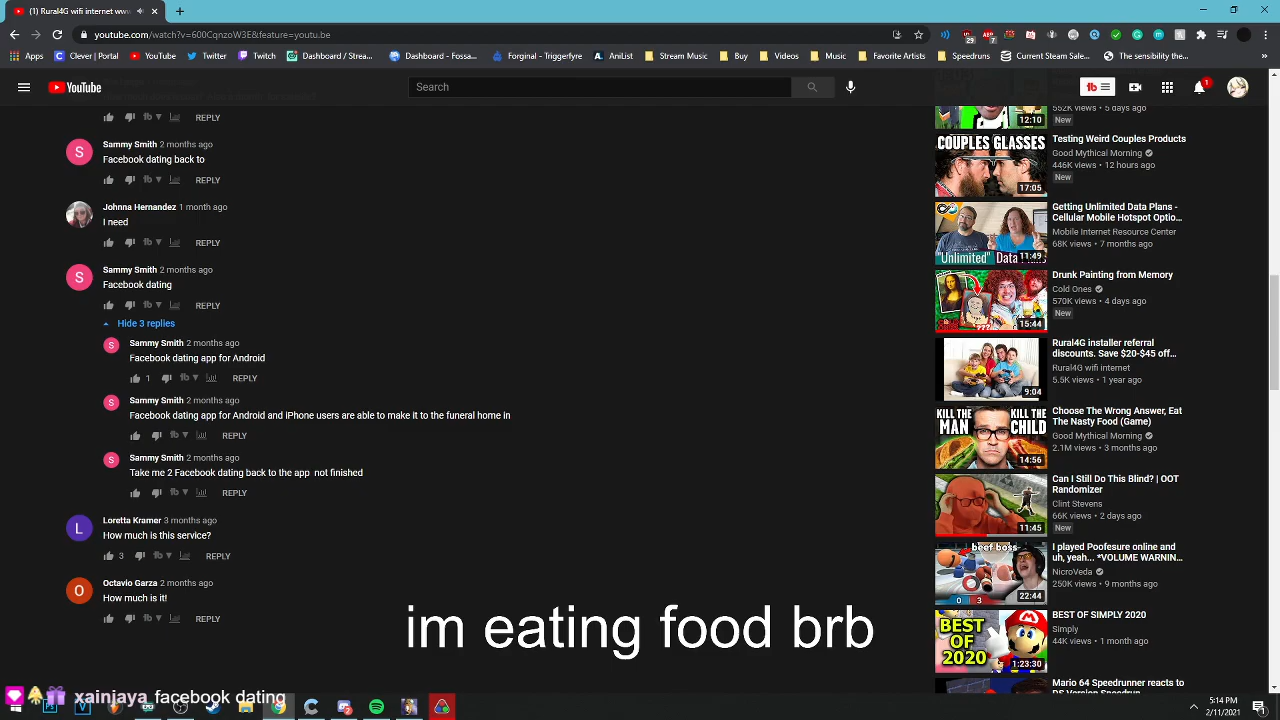 (1) Rural4G wifi internet ww
youtube.com/watch?v=600CqnzoW3E&feature=youtu.be
Apps
Clever | Portal
YouTube
Twitter
Twitch
Dashboard / Strea...
Dashboard - Fossa...
Forginal=Triggerfy...
AniList
Stream Music
Buy
Videos
Music
Favorite Artists
Speedruns
Current Steam Sale...
YouTube
Search
1
REPLY
Sammy Smith 2 months ago
Facebook dating back to
REPLY
Johnna Hernandez 1 month ago
I need
REPLY
Sammy Smith 2 months ago
Facebook dating
REPLY
Hide 3 replies
Sammy Smith 2 months ago
Facebook dating app for Android
1 REPLY
Sammy Smith 2 months ago
Facebook dating app for Android and iPhone users are able to make it to the funeral home in
REPLY
Sammy Smith 2 months ago
Take me 2 Facebook dating back to the app not finished
REPLY
Loretta Kramer 3 months ago
How much is this service?
3 REPLY
Octavio Garza 2 months ago
How much is it!
REPLY
12:10
552K views • 5 days ago
New
COUPLES GLASSES
17:05
Testing Weird Couples Products
Good Mythical Morning
446K views • 12 hours ago
New
"Unlimited" Data Plans
11:49
Getting Unlimited Data Plans -
Cellular Mobile Hotspot Optio...
Mobile Internet Resource Center
68K views • 7 months ago
???
15:44
Drunk Painting from Memory
Cold Ones
570K views • 4 days ago
New
9:04
Rural4G installer referral
discounts. Save $20-$45 off...
Rural4G wifi internet
5.5K views • 1 year ago
KILL THE MAN
KILL THE CHILD
14:56
Choose The Wrong Answer, Eat
The Nasty Food (Game)
Good Mythical Morning
2.1M views • 3 months ago
11:45
Can I Still Do This Blind? | OOT
Randomizer
Clint Stevens
66K views • 2 days ago
New
beef boss
0 3
22:44
I played Poofesure online and
uh, yeah... *VOLUME WARNIN...
NicroVeda
250K views • 9 months ago
BEST
OF
2020
1:23:30
BEST OF SIMPLY 2020
Simply
44K views • 1 month ago
Mario 64 Speedrunner reacts to
im eating food brb
xainjava facebook dating
5:14 PM
2/11/2021